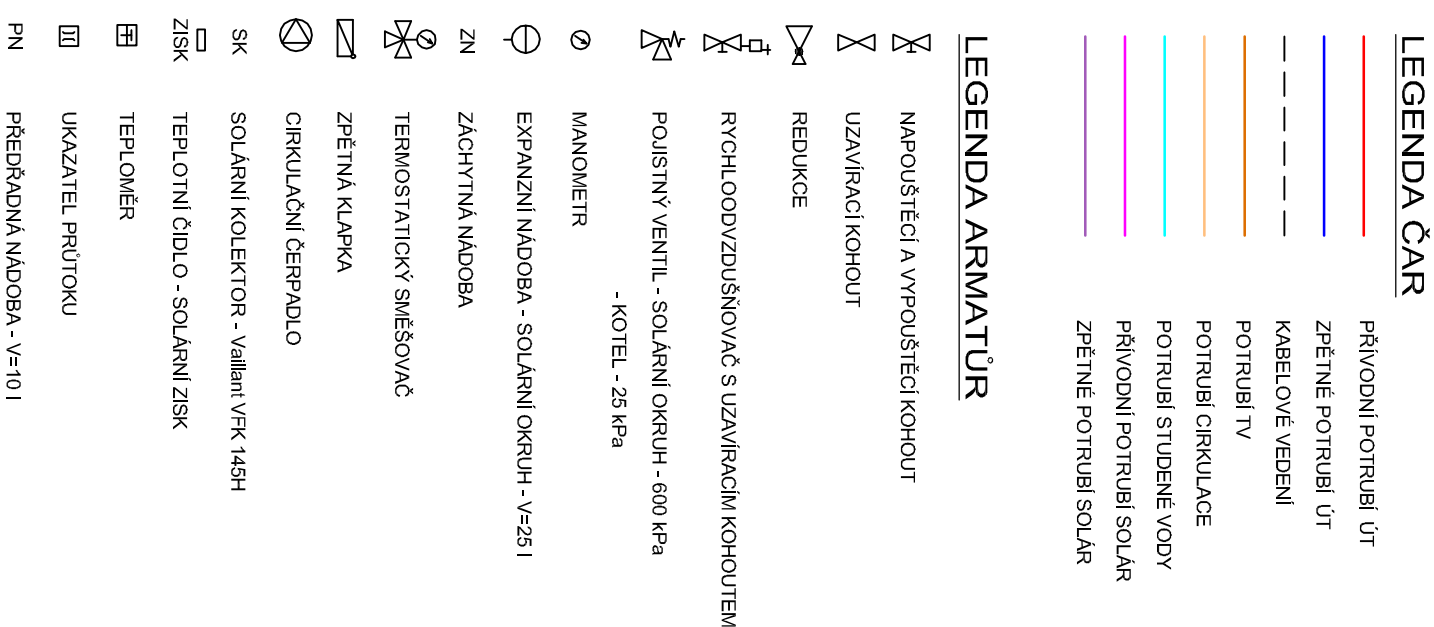 LEGENDA ČAR
PŘÍVODNÍ POTRUBÍ ÚT
ZPĚTNÉ POTRUBÍ ÚT
KABELOVÉ VEDENÍ
POTRUBÍ TV
POTRUBÍ CIRKULACE
POTRUBÍ STUDENÉ VODY
PŘÍVODNÍ POTRUBÍ SOLÁR
ZPĚTNÉ POTRUBÍ SOLÁR
LEGENDA ARMATŮR
NAPOUŠTĚCÍ A VYPOUŠTĚCÍ KOHOUT
UZAVÍRACÍ KOHOUT
REDUKCE
RYCHLOODVZDUŠŇOVAČ S UZAVÍRACÍM KOHOUTEM
POJISTNÝ VENTIL - SOLÁRNÍ OKRUH - 600 kPa
- KOTEL - 25 kPa
MANOMETR
EXPANZNÍ NÁDOBA - SOLÁRNÍ OKRUH - V=25 l
ZN ZÁCHYTNÁ NÁDOBA
TERMOSTATICKÝ SMĚŠOVAČ
ZPĚTNÁ KLAPKA
CIRKULAČNÍ ČERPADLO
SK SOLÁRNÍ KOLEKTOR - Vaillant VFK 145H
ZISK TEPLOTNÍ ČIDLO - SOLÁRNÍ ZISK
TEPLOMĚR
UKAZATEL PRŮTOKU
PN PŘEDŘADNÁ NÁDOBA - V=10 l